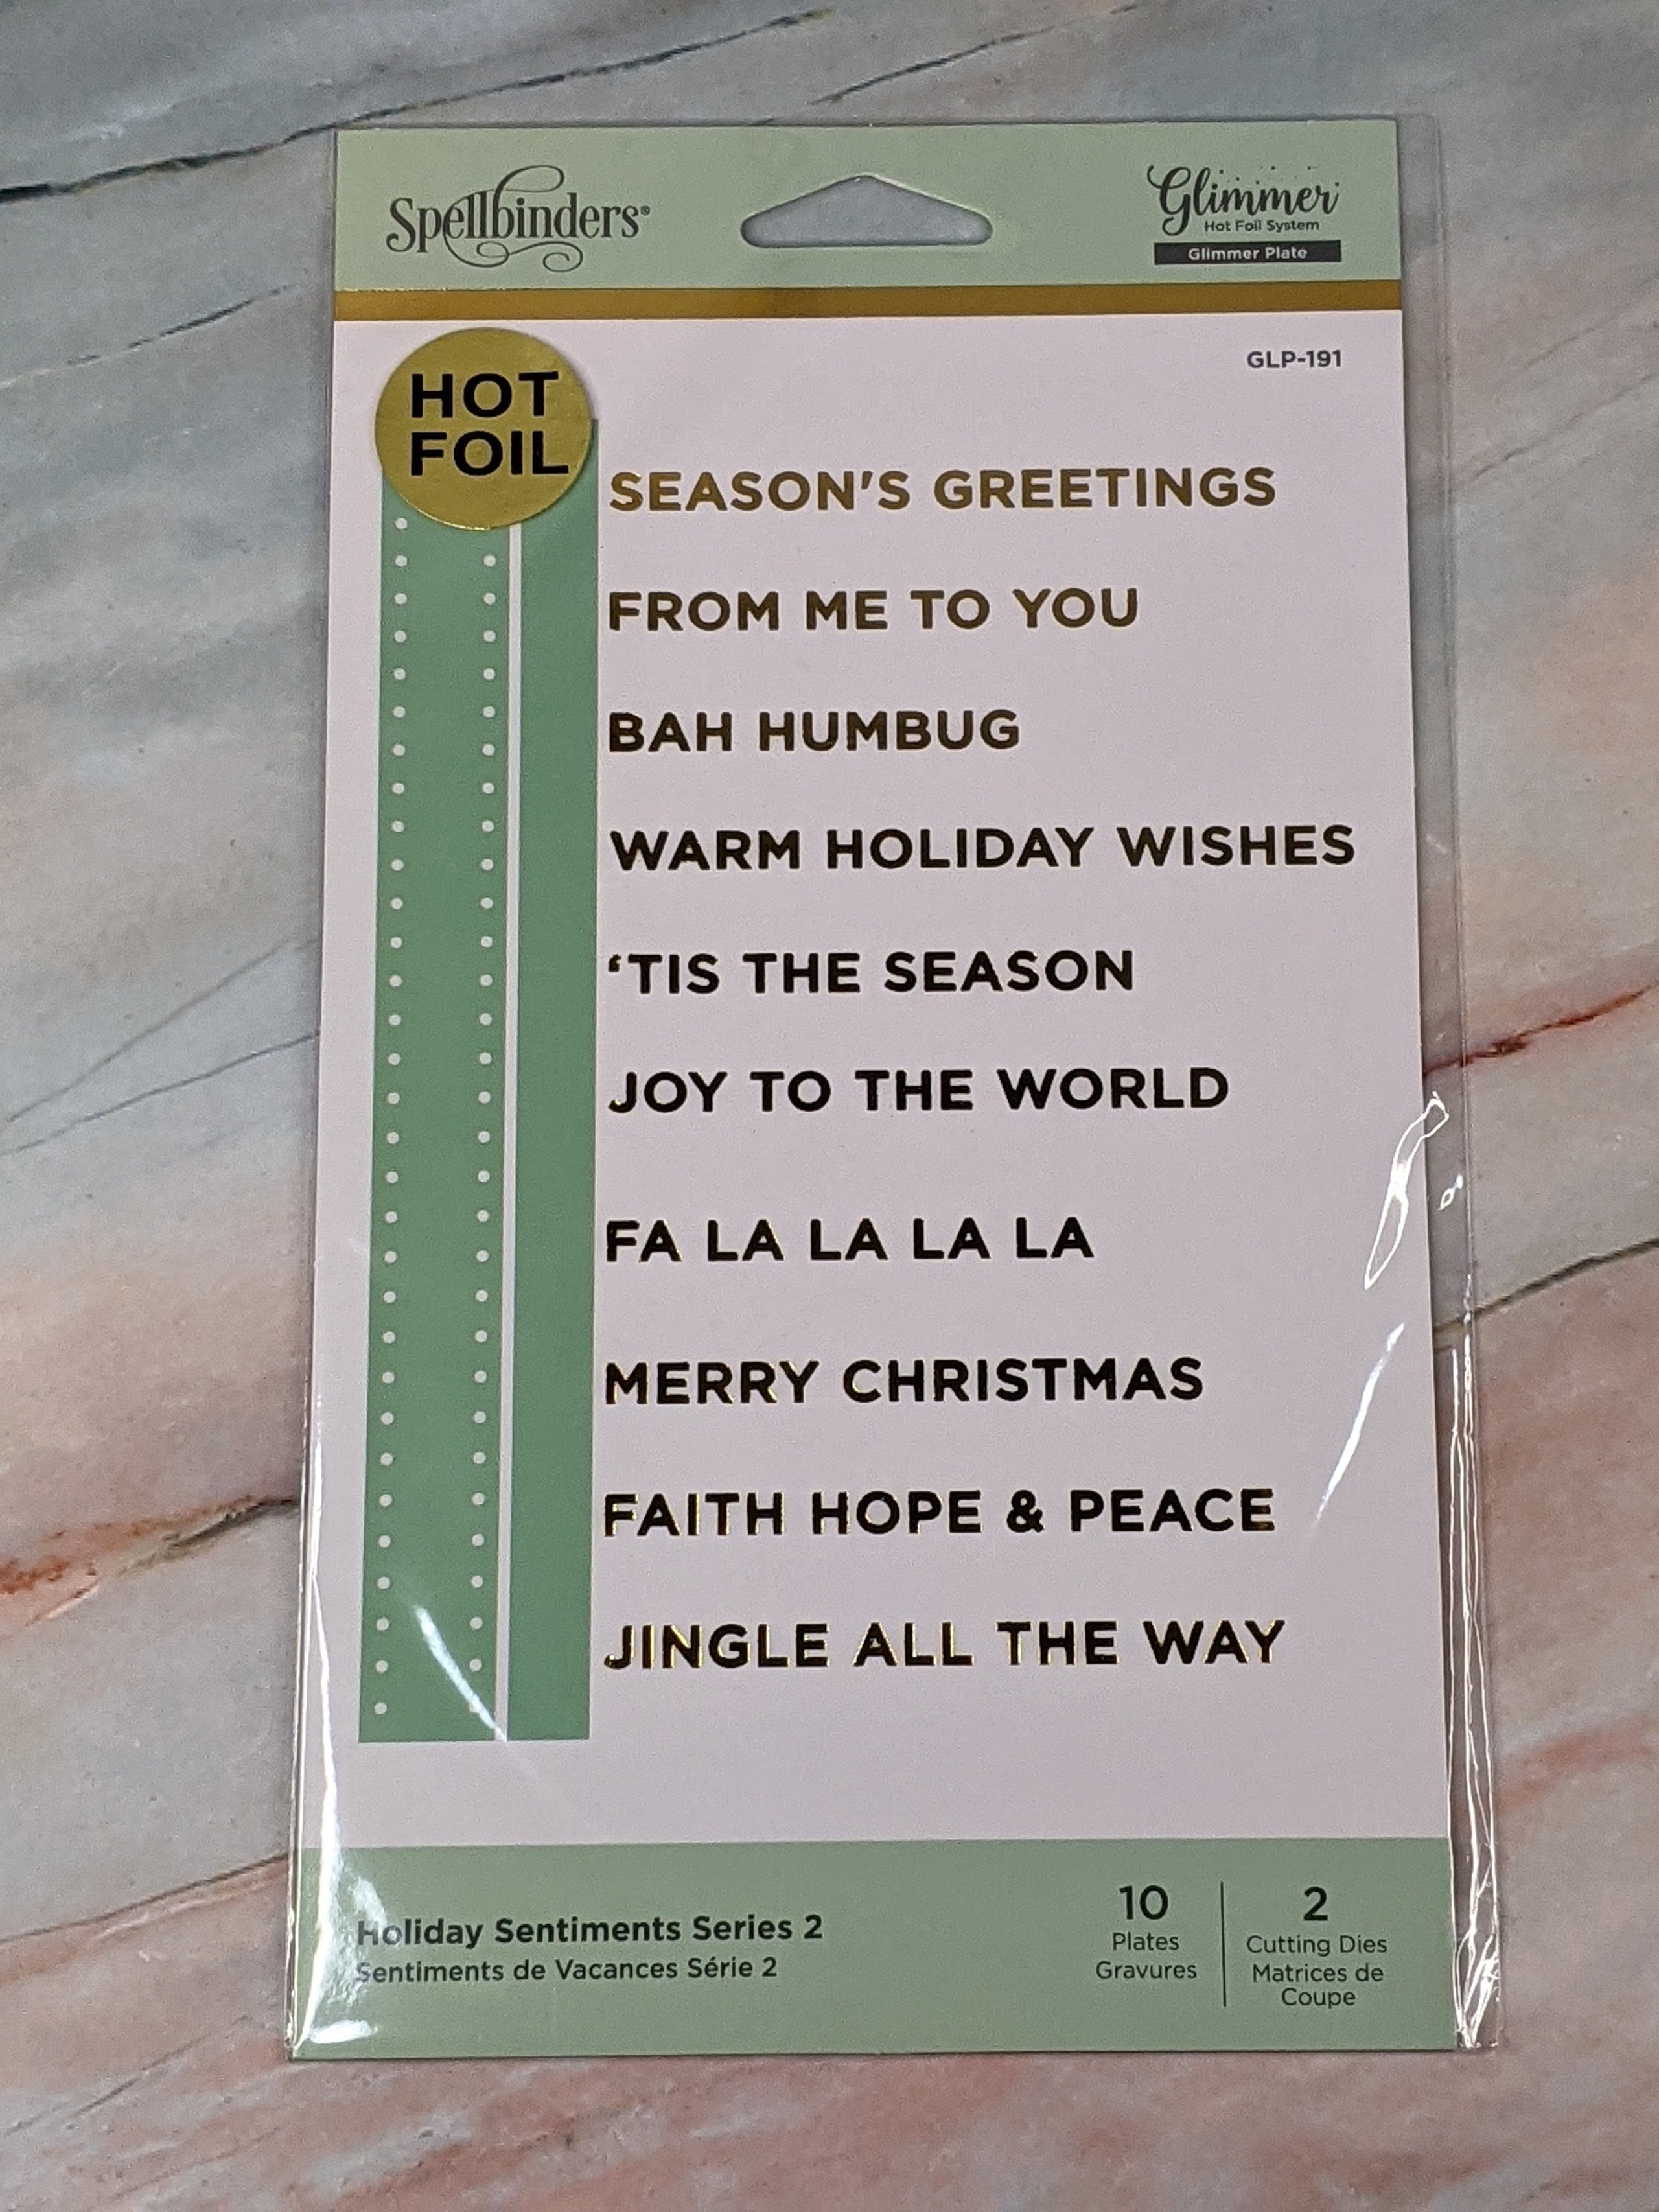 Spellbinders®
Glimmer
Hot Foil System
Glimmer Plate
GLP-191
HOT
FOIL
SEASON'S GREETINGS
FROM ME TO YOU
BAH HUMBUG
WARM HOLIDAY WISHES
‘TIS THE SEASON
JOY TO THE WORLD
FA LA LA LA LA
MERRY CHRISTMAS
FAITH HOPE & PEACE
JINGLE ALL THE WAY
Holiday Sentiments Series 2
Sentiments de Vacances Série 2
10
Plates
Gravures
2
Cutting Dies
Matrices de
Coupe